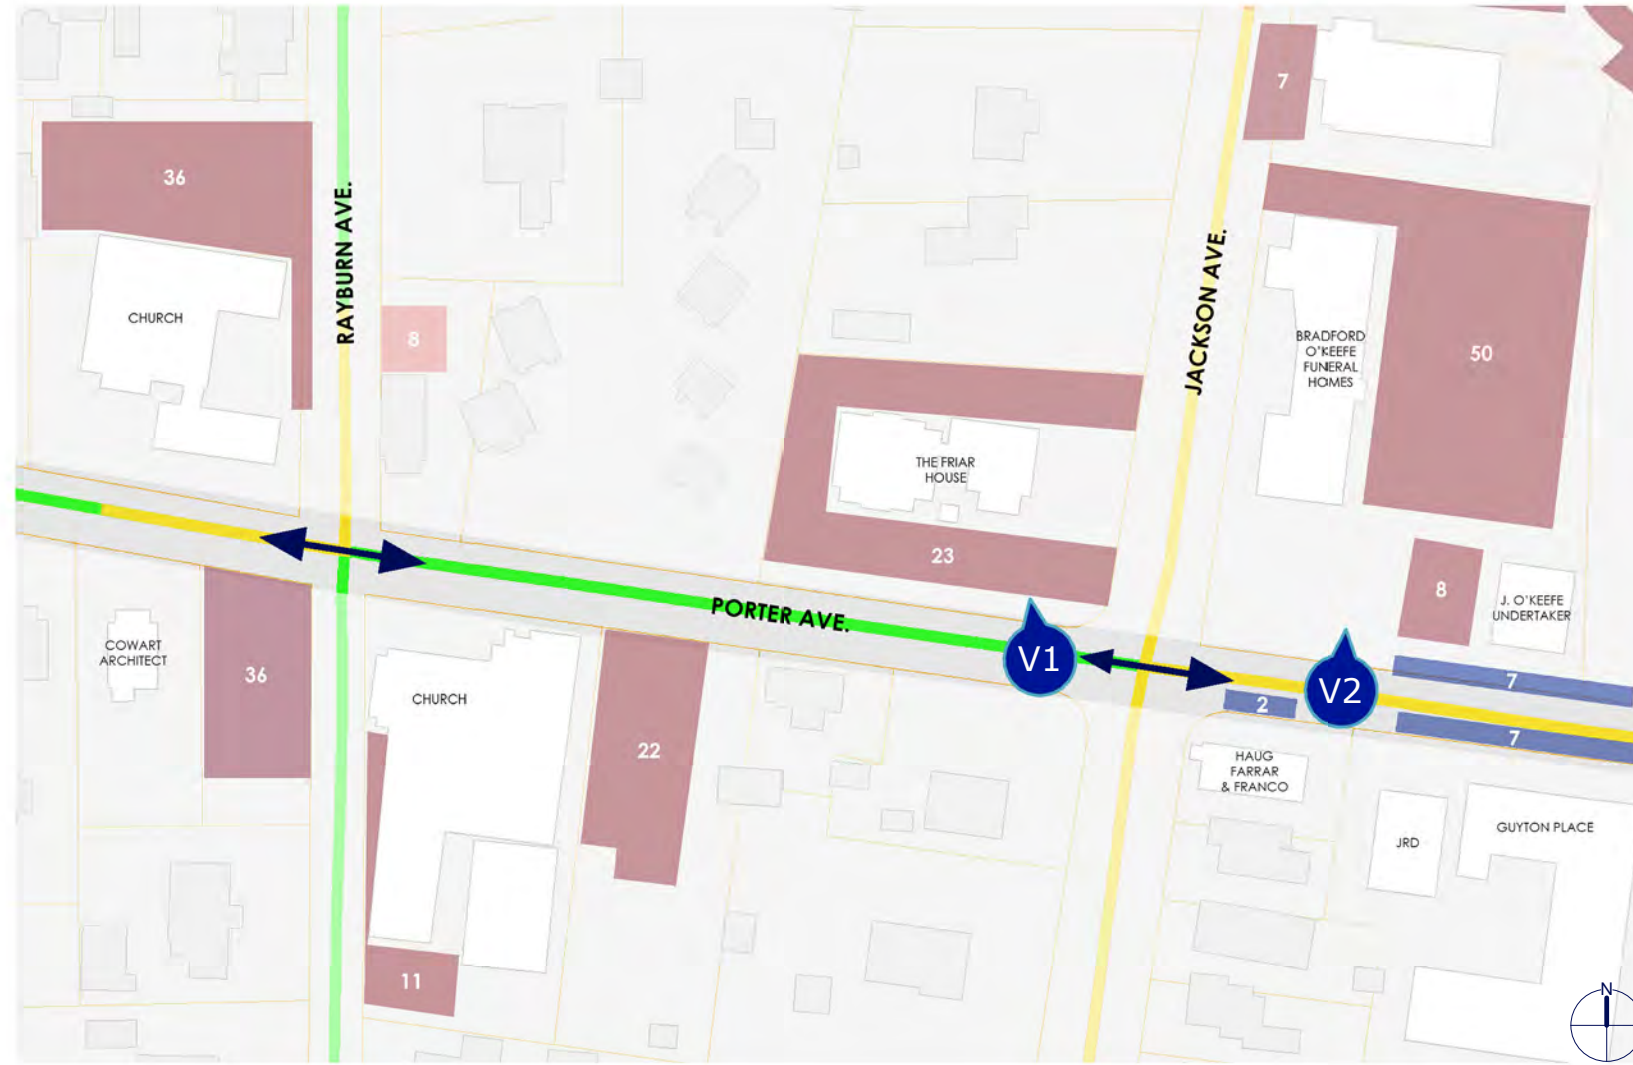 7
36
RAYBURN AVE.
CHURCH
8
JACKSON AVE.
BRADFORD
O'KEEFE
FUNERAL
HOMES
50
THE FRIAR
HOUSE
23
PORTER AVE.
8
J. O'KEEFE
UNDERTAKER
COWART
ARCHITECT
36
CHURCH
22
V1
V2
7
2
7
HAUG
FARRAR
& FRANCO
JRD
GUYTON PLACE
11
N